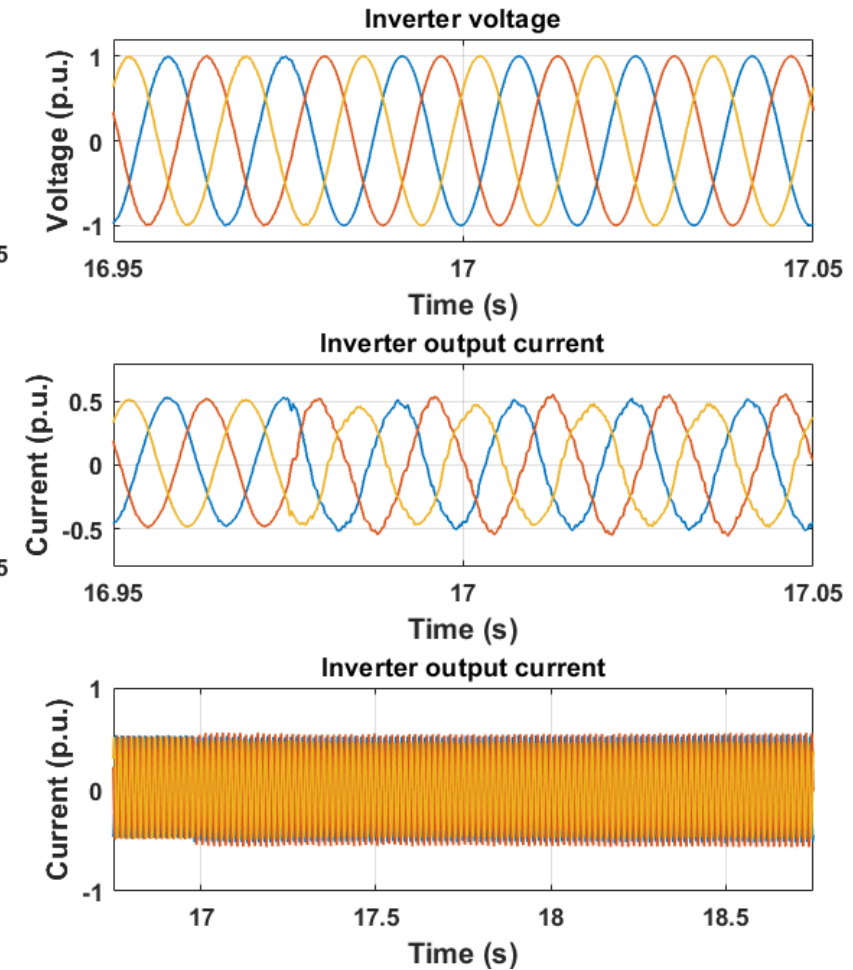 Inverter voltage
Voltage (p.u.)
1
0
-1
16.95
17
17.05
Time (s)
5
Inverter output current
Current (p.u.)
0.5
0
-0.5
16.95
17
17.05
Time (s)
5
Inverter output current
Current (p.u.)
1
0
-1
17
17.5
18
18.5
Time (s)